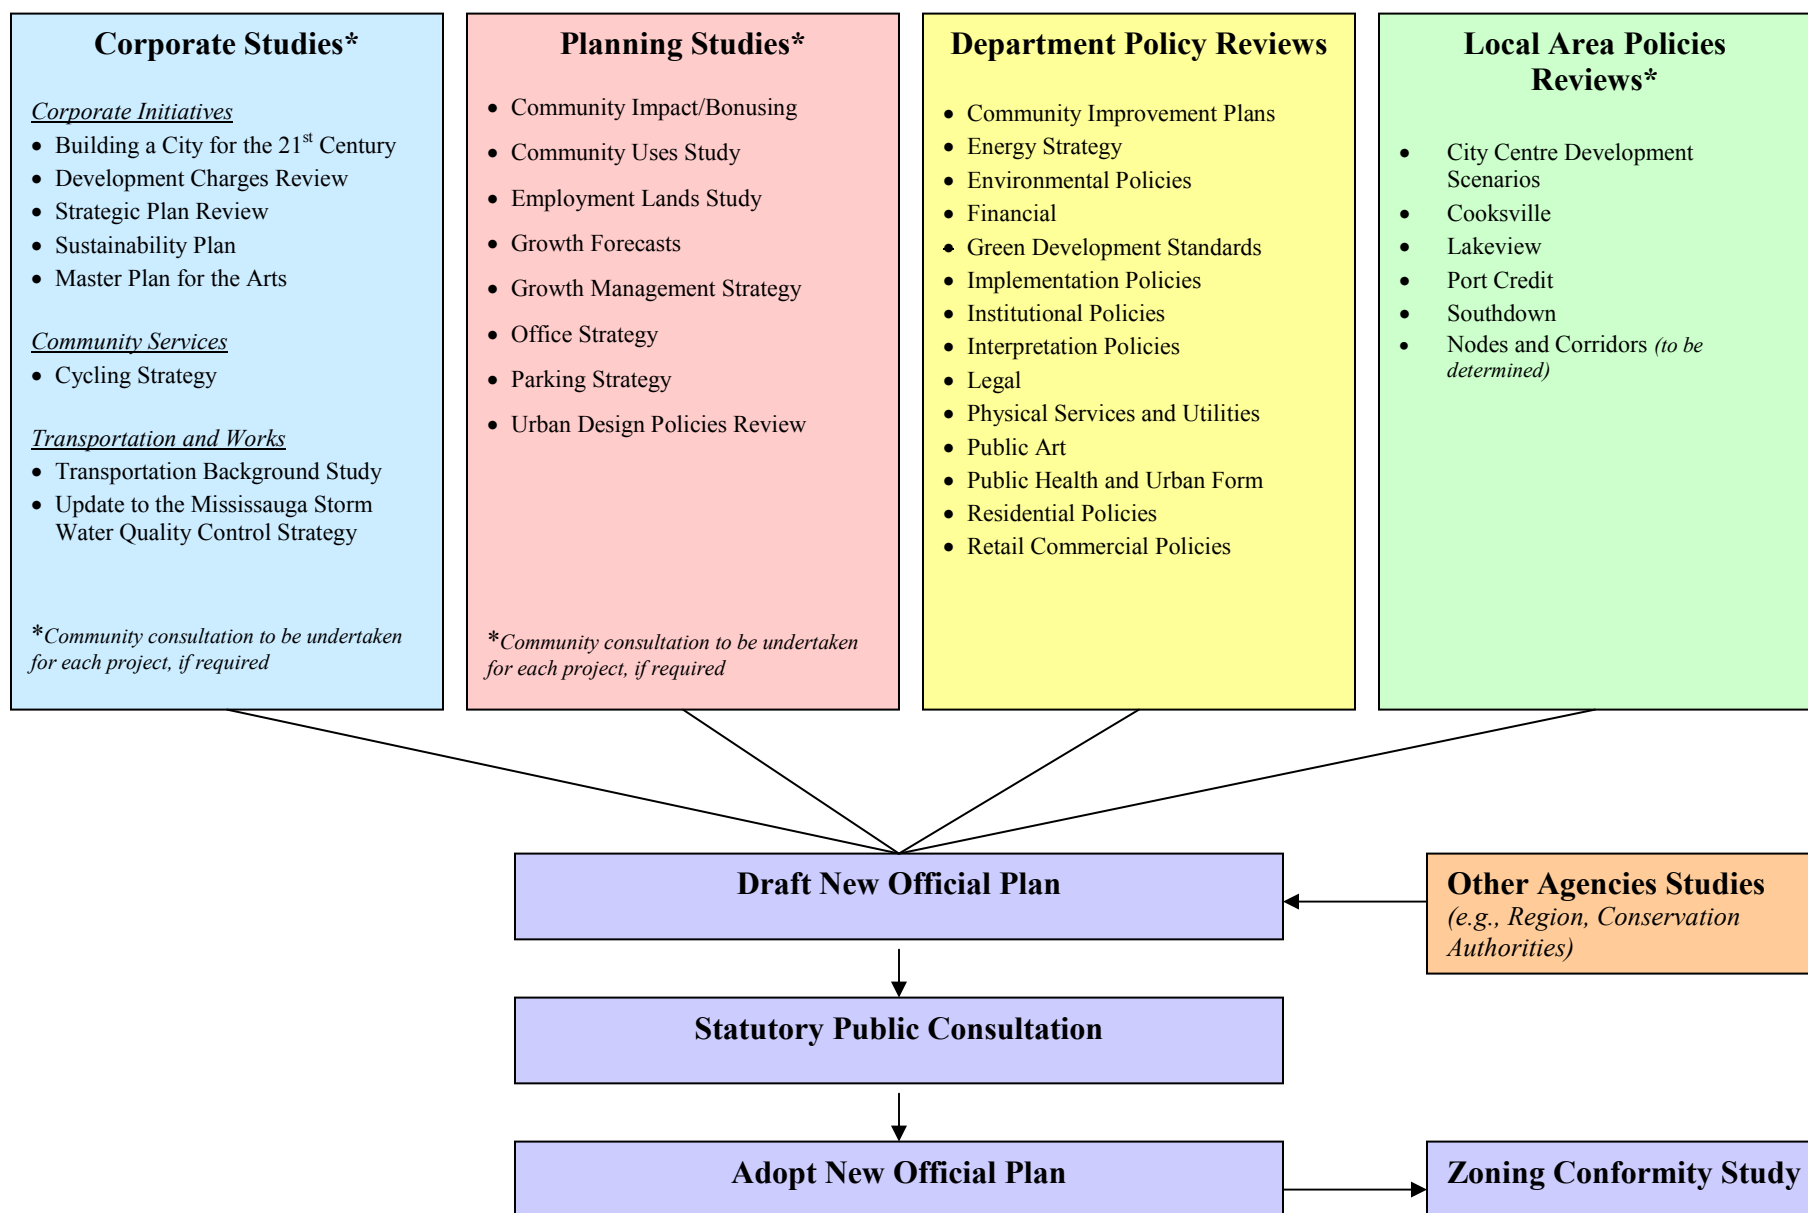 Corporate Studies*
Corporate Initiatives
• Building a City for the 21st Century
• Development Charges Review
• Strategic Plan Review
• Sustainability Plan
• Master Plan for the Arts
Community Services
• Cycling Strategy
Transportation and Works
• Transportation Background Study
• Update to the Mississauga Storm
Water Quality Control Strategy
*Community consultation to be undertaken
for each project, if required
Planning Studies*
• Community Impact/Bonusing
• Community Uses Study
• Employment Lands Study
• Growth Forecasts
• Growth Management Strategy
• Office Strategy
• Parking Strategy
• Urban Design Policies Review
*Community consultation to be undertaken
for each project, if required
Department Policy Reviews
• Community Improvement Plans
• Energy Strategy
• Environmental Policies
• Financial
• Green Development Standards
• Implementation Policies
• Institutional Policies
• Interpretation Policies
• Legal
• Physical Services and Utilities
• Public Art
• Public Health and Urban Form
• Residential Policies
• Retail Commercial Policies
Local Area Policies
Reviews*
• City Centre Development
Scenarios
• Cooksville
• Lakeview
• Port Credit
• Southdown
• Nodes and Corridors (to be
determined)
Draft New Official Plan
Other Agencies Studies
(e.g., Region, Conservation
Authorities)
Statutory Public Consultation
Adopt New Official Plan
Zoning Conformity Study